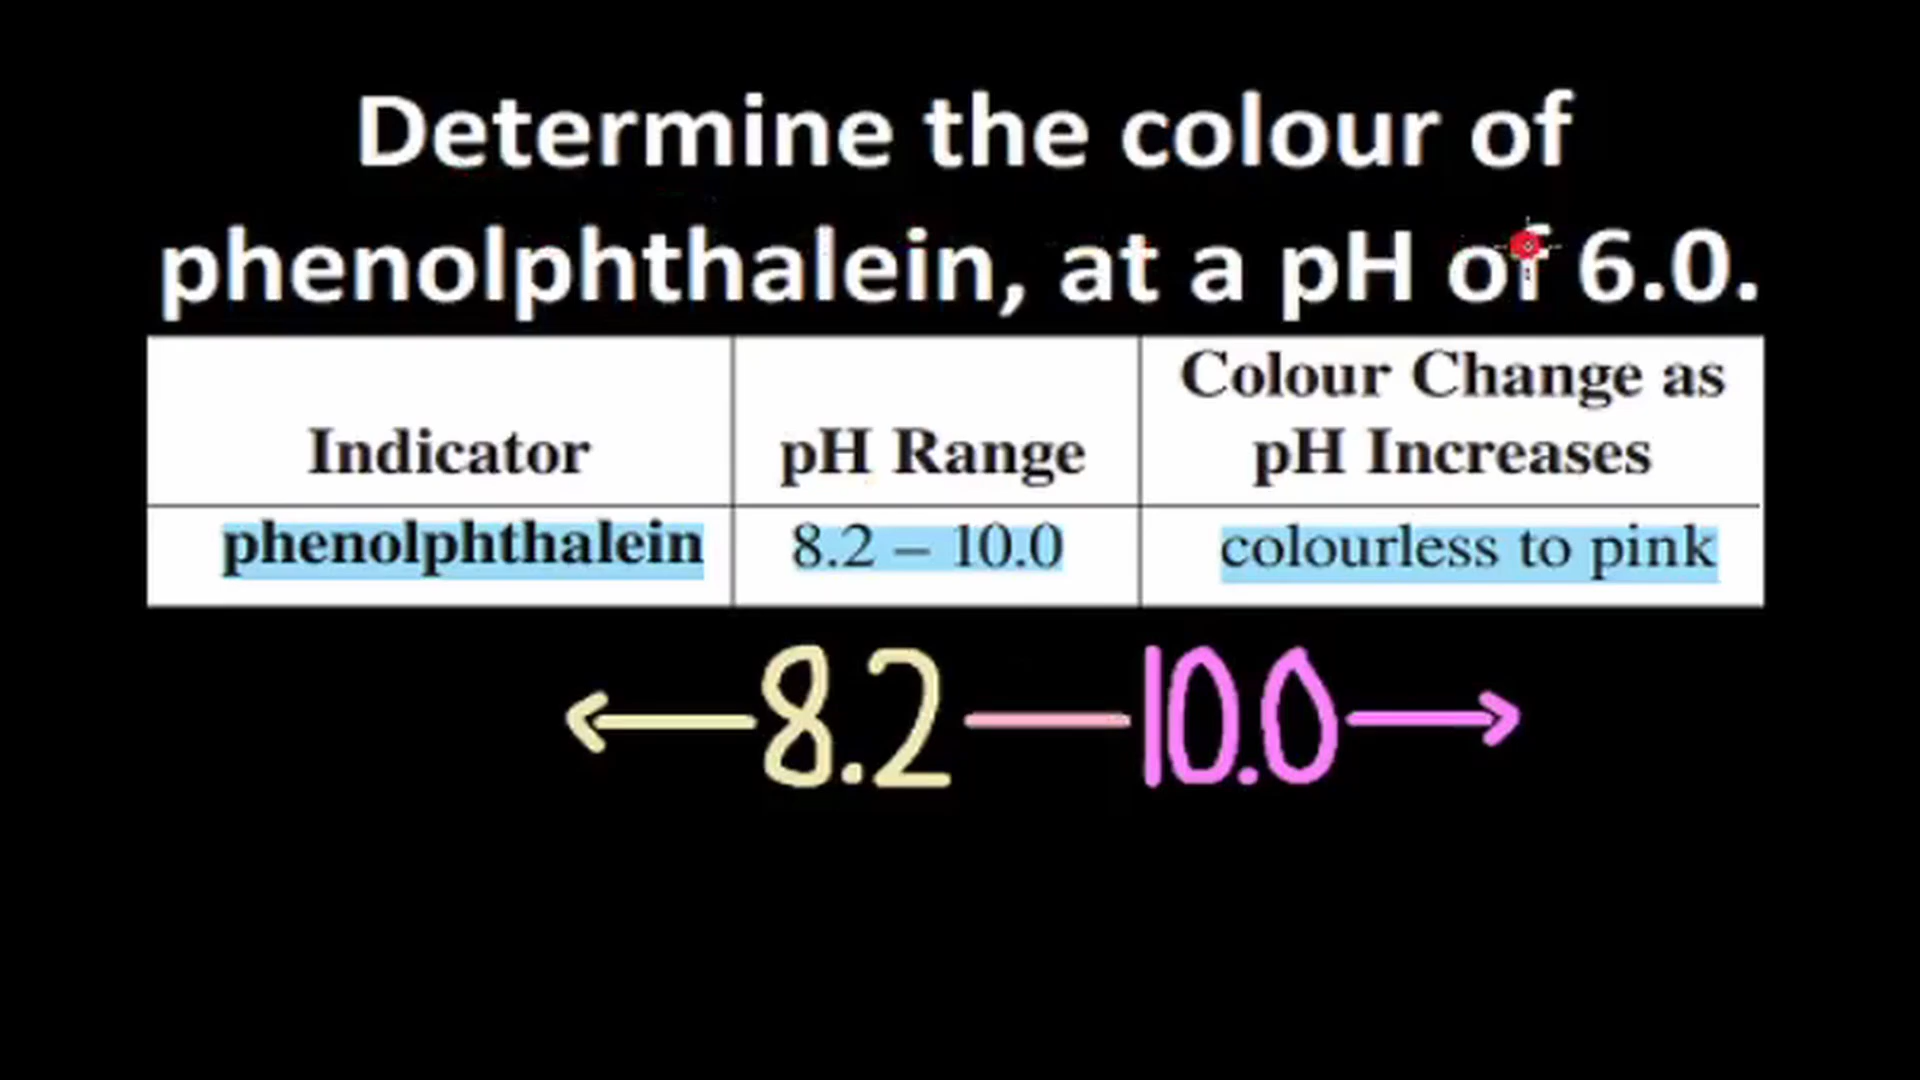 Determine the colour of
phenolphthalein, at a pH of 6.0.
Indicator
pH Range
Colour Change as
pH Increases
phenolphthalein
8.2 – 10.0
colourless to pink
8.2 10.0